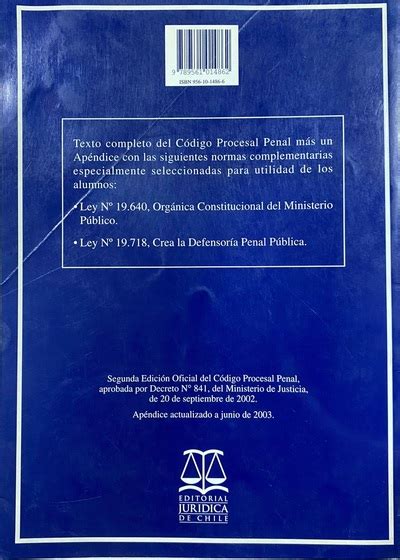 9 789561 014862
ISBN 956-10-1486-6
Texto completo del Código Procesal Penal más un
Apéndice con las siguientes normas complementarias
especialmente seleccionadas para utilidad de los
alumnos:
• Ley Nº 19.640, Orgánica Constitucional del Ministerio
Público.
• Ley Nº 19.718, Crea la Defensoría Penal Pública.
Segunda Edición Oficial del Código Procesal Penal,
aprobada por Decreto Nº 841, del Ministerio de Justicia,
de 20 de septiembre de 2002.
Apéndice actualizado a junio de 2003.
EDITORIAL
JURIDICA
DE CHILE